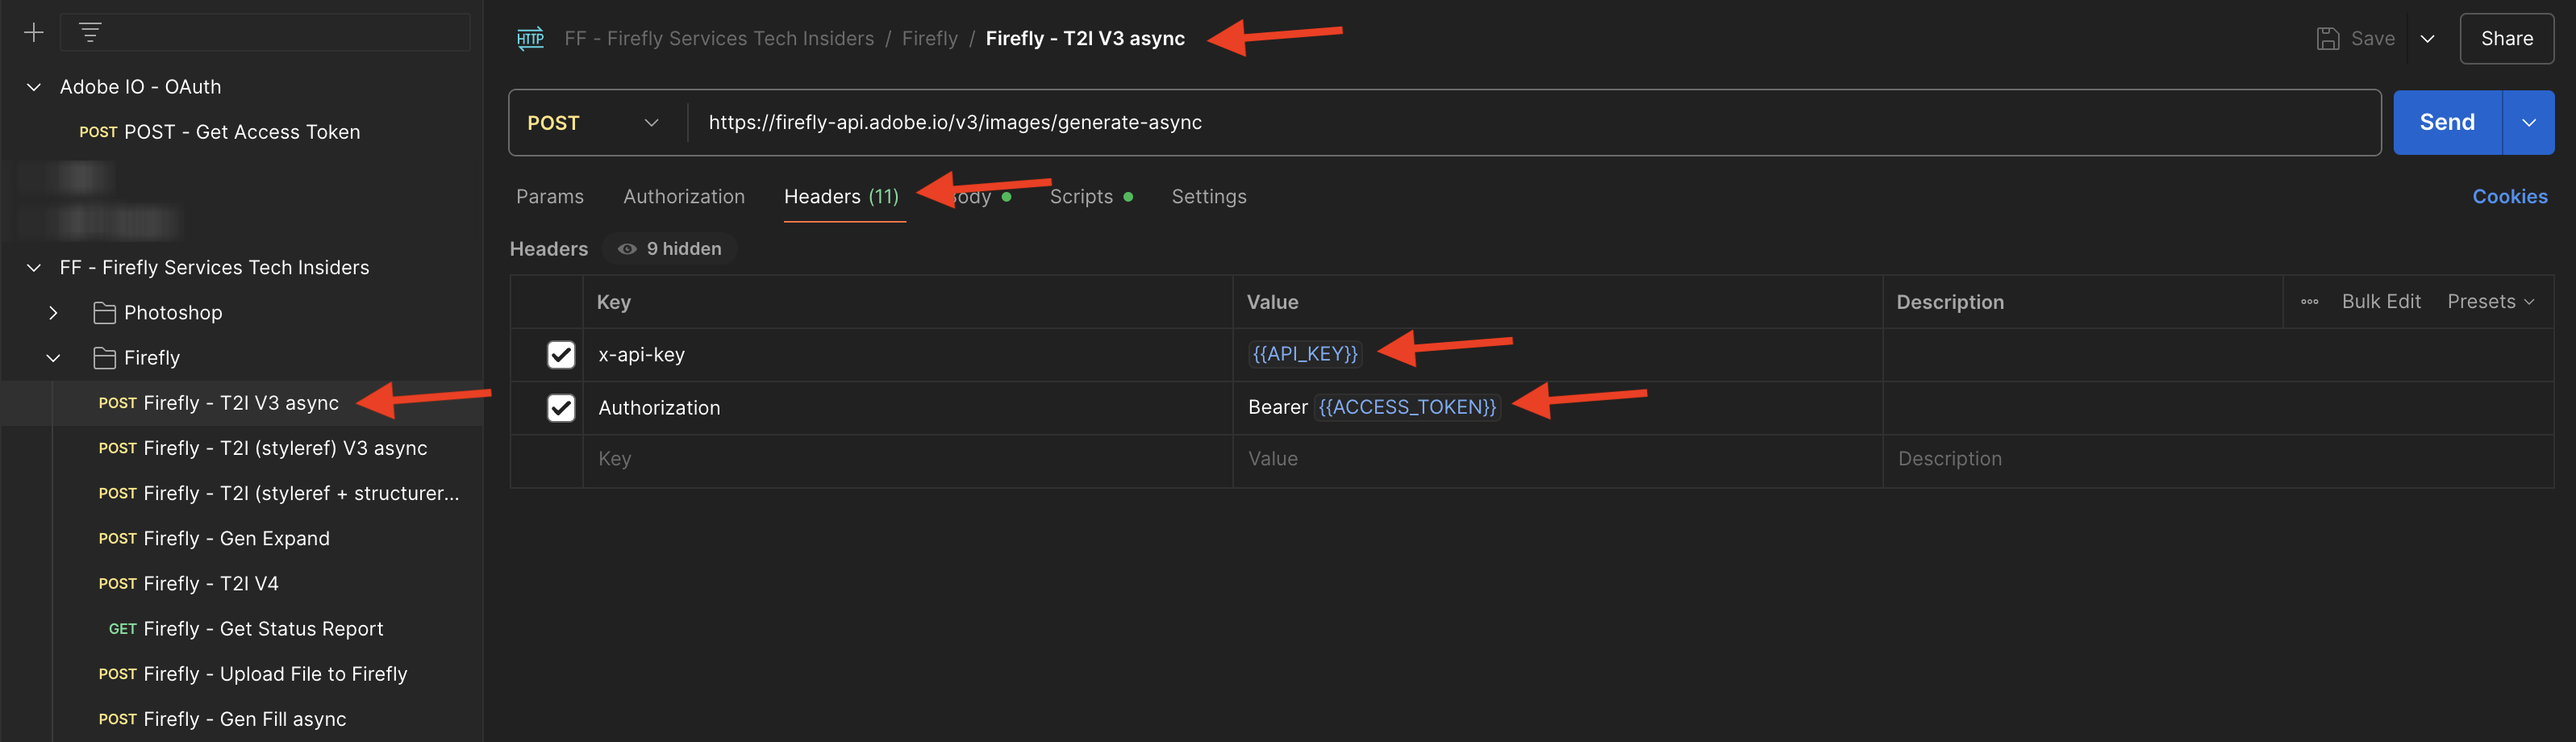 Adobe IO - OAuth
POST POST - Get Access Token
FF - Firefly Services Tech Insiders
Photoshop
Firefly
POST Firefly - T2I V3 async
POST Firefly - T2I (styleref) V3 async
POST Firefly - T2I (styleref + structurer...
POST Firefly - Gen Expand
POST Firefly - T2I V4
GET Firefly - Get Status Report
POST Firefly - Upload File to Firefly
POST Firefly - Gen Fill async
HTTP FF - Firefly Services Tech Insiders / Firefly / Firefly - T2I V3 async
Save Share
POST https://firefly-api.adobe.io/v3/images/generate-async Send
Params Authorization Headers (11) Scripts Settings Cookies
Headers 9 hidden
Key Value Description Bulk Edit Presets
x-api-key {{API_KEY}}
Authorization Bearer {{ACCESS_TOKEN}}
Key Value Description